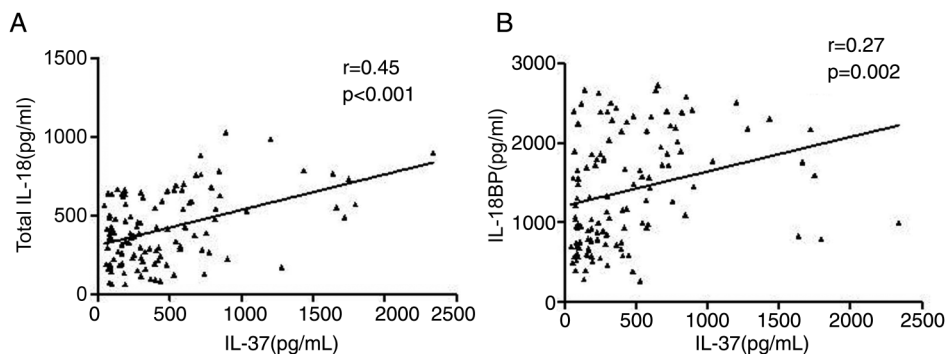 A
r=0.45
p<0.001
Total IL-18(pg/ml)
1500
1000
500
0
0 500 1000 1500 2000 2500
IL-37(pg/mL)
B
r=0.27
p=0.002
IL-18BP(pg/ml)
3000
2000
1000
0
0 500 1000 1500 2000 2500
IL-37(pg/mL)